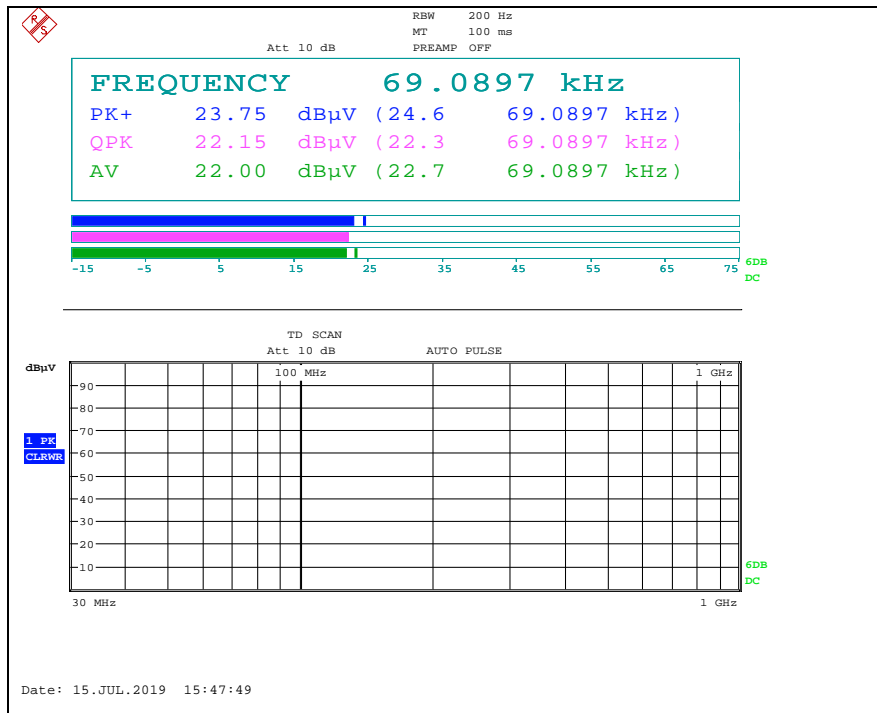 R
S
RBW 200 Hz
MT 100 ms
Att 10 dB PREAMP OFF
FREQUENCY 69.0897 kHz
PK+ 23.75 dBµV (24.6 69.0897 kHz)
QPK 22.15 dBµV (22.3 69.0897 kHz)
AV 22.00 dBµV (22.7 69.0897 kHz)
-15 -5 5 15 25 35 45 55 65 75
6DB
DC
TD SCAN
Att 10 dB AUTO PULSE
dBµV
100 MHz 1 GHz
90
80
70
1 PK
CLRWR
60
50
40
30
20
10
6DB
DC
30 MHz 1 GHz
Date: 15.JUL.2019 15:47:49